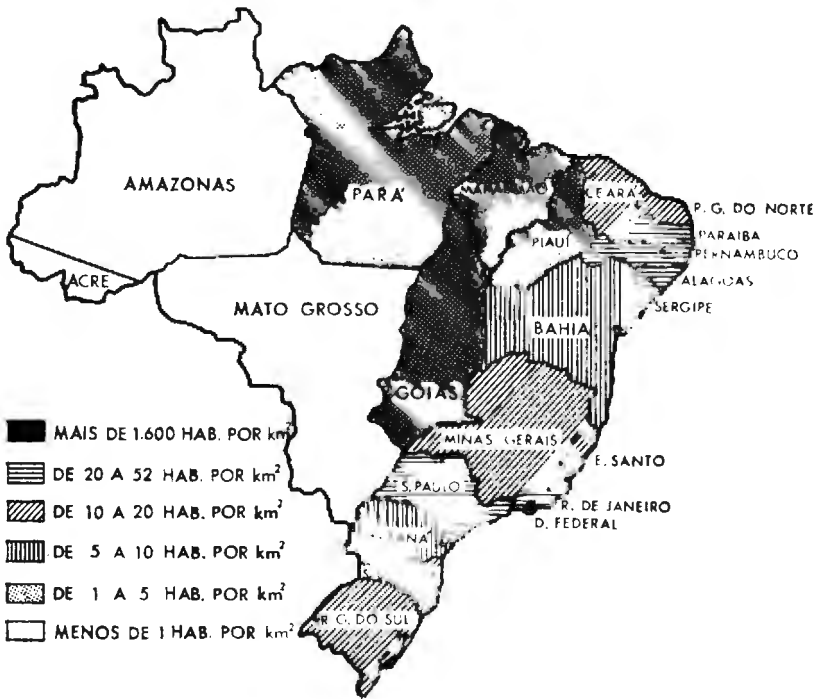 AMAZONAS
PARÁ
CEARÁ
R. G. DO NORTE
PARAIBA
PIAUÍ
PERNAMBUCO
ACRE
ALAGOAS
MATO GROSSO
SERGIPE
BAHIA
GOIÁS
MINAS GERAIS
E. SANTO
S. PAULO
R. DE JANEIRO
D. FEDERAL
R. G. DO SUL
MAIS DE 1.600 HAB. POR km²
DE 20 A 52 HAB. POR km²
DE 10 A 20 HAB. POR km²
DE 5 A 10 HAB. POR km²
DE 1 A 5 HAB. POR km²
MENOS DE 1 HAB. POR km²